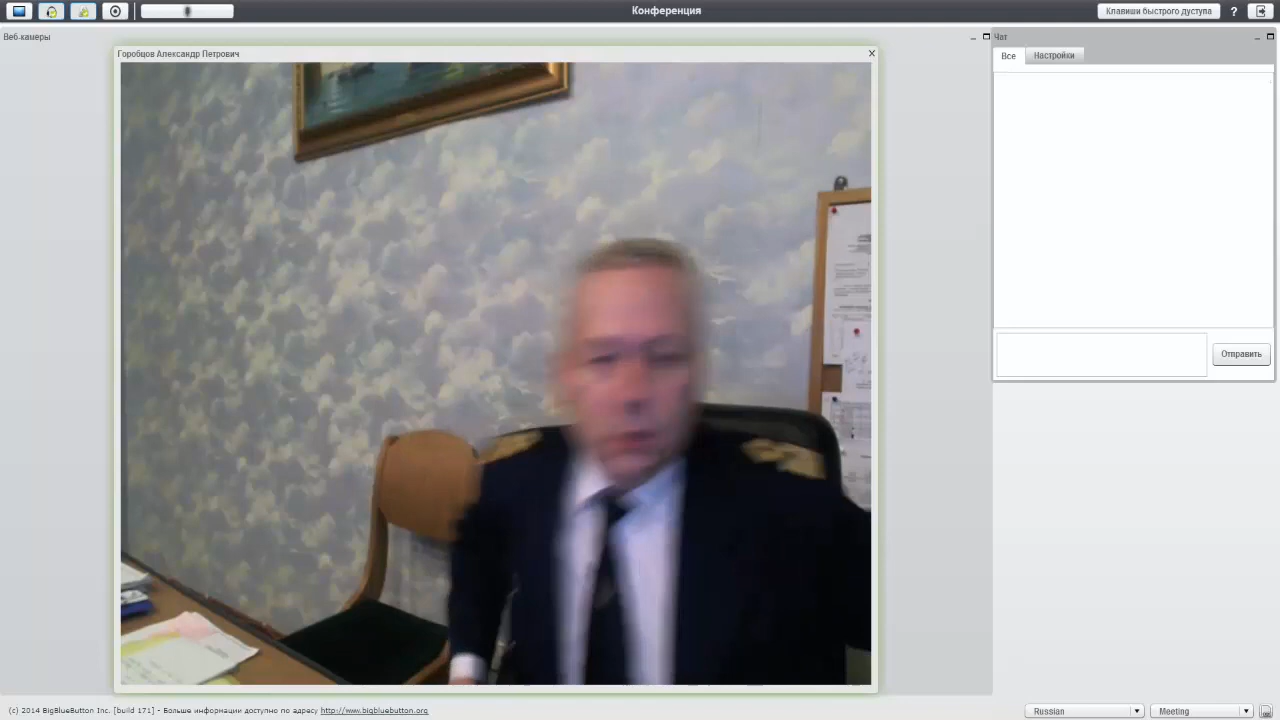 Конференция
Клавиши быстрого доступа
?
Веб-камеры
Горобцов Александр Петрович
X
Чат
Все
Настройки
Отправить
(c) 2014 BigBlueButton Inc. [build 171] - Больше информации доступно по адресу http://www.bigbluebutton.org
Russian
Meeting